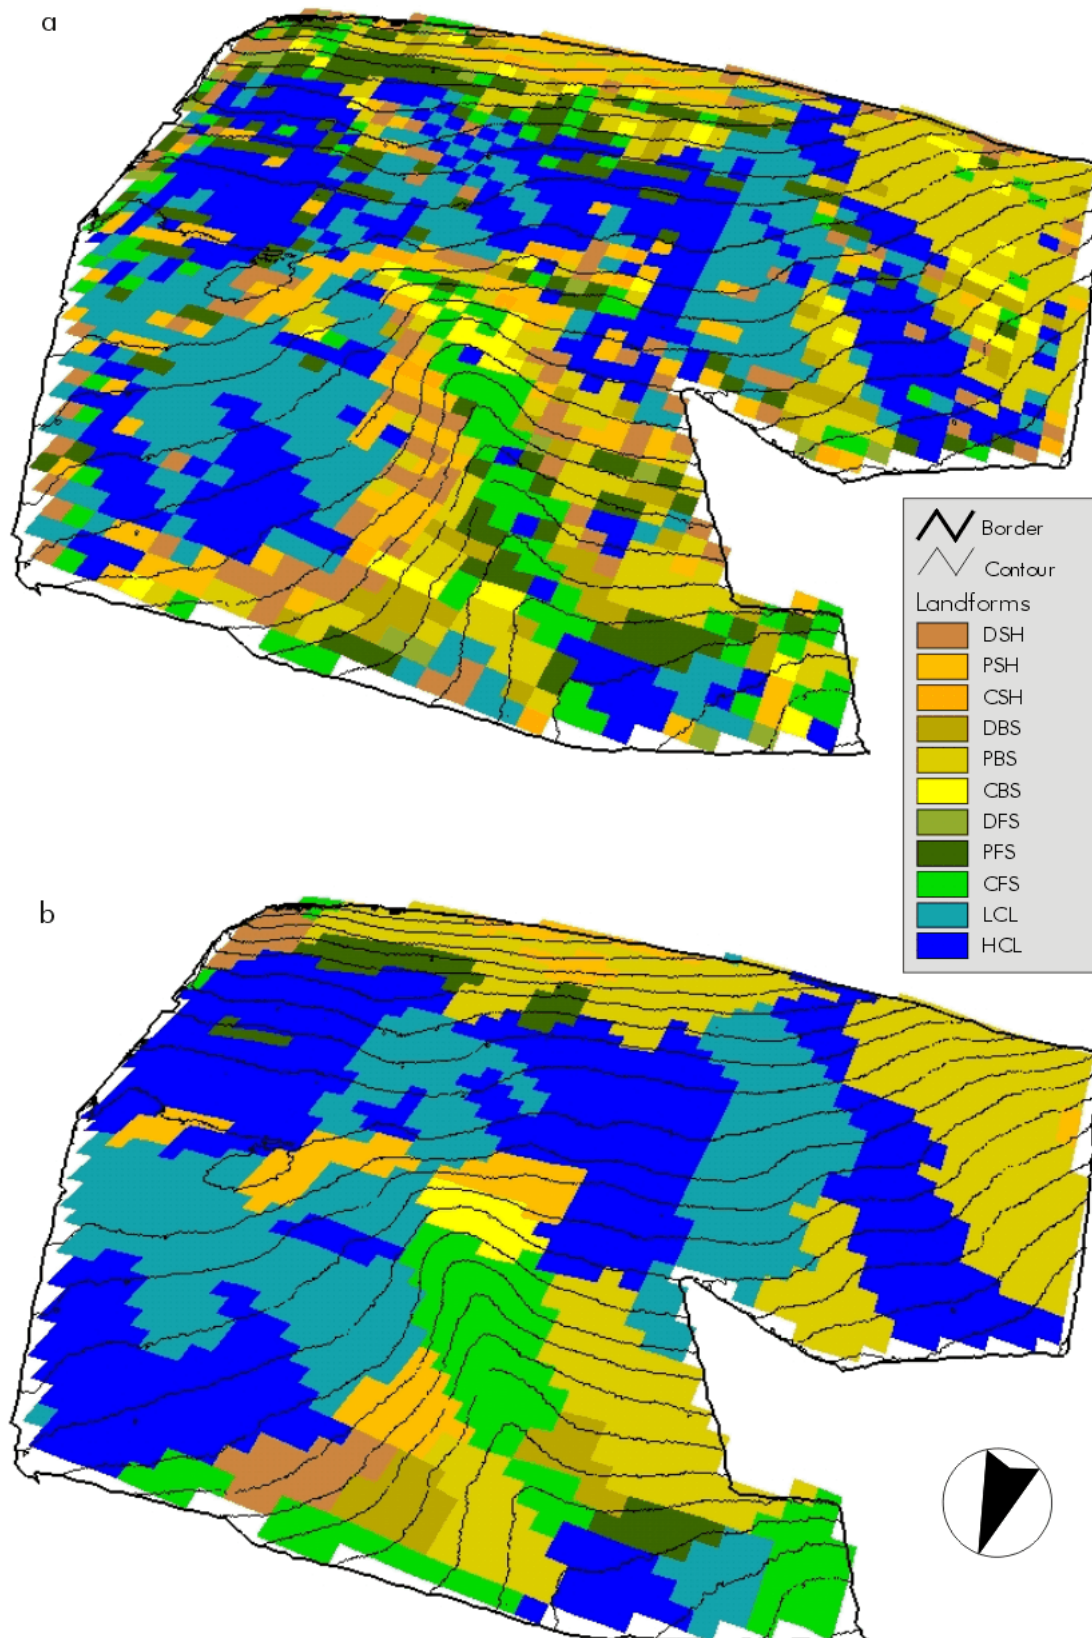 a
Border
Contour
Landforms
DSH
PSH
CSH
DBS
PBS
CBS
DFS
PFS
CFS
LCL
HCL
b